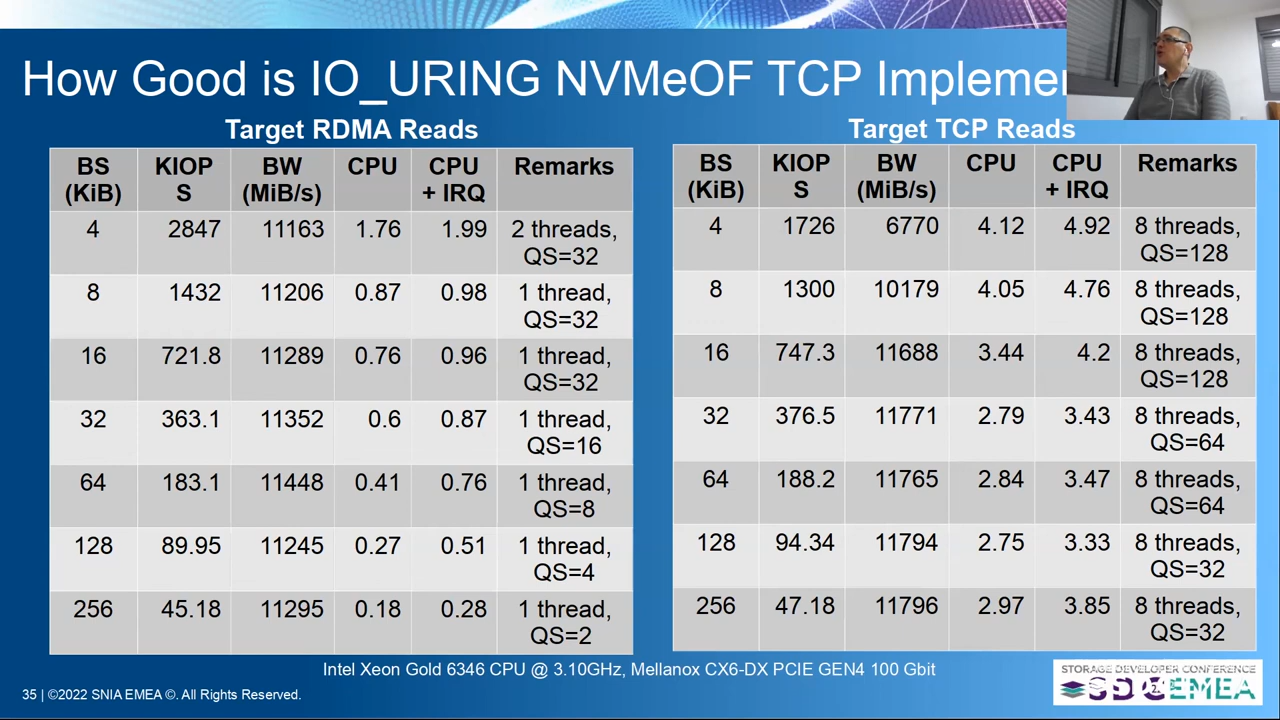 How Good is IO_URING NVMeOF TCP Implemen
Target RDMA Reads
BS (KiB) KIOP S BW (MiB/s) CPU CPU + IRQ Remarks
4 2847 11163 1.76 1.99 2 threads, QS=32
8 1432 11206 0.87 0.98 1 thread, QS=32
16 721.8 11289 0.76 0.96 1 thread, QS=32
32 363.1 11352 0.6 0.87 1 thread, QS=16
64 183.1 11448 0.41 0.76 1 thread, QS=8
128 89.95 11245 0.27 0.51 1 thread, QS=4
256 45.18 11295 0.18 0.28 1 thread, QS=2
Target TCP Reads
BS (KiB) KIOP S BW (MiB/s) CPU CPU + IRQ Remarks
4 1726 6770 4.12 4.92 8 threads, QS=128
8 1300 10179 4.05 4.76 8 threads, QS=128
16 747.3 11688 3.44 4.2 8 threads, QS=128
32 376.5 11771 2.79 3.43 8 threads, QS=64
64 188.2 11765 2.84 3.47 8 threads, QS=64
128 94.34 11794 2.75 3.33 8 threads, QS=32
256 47.18 11796 2.97 3.85 8 threads, QS=32
Intel Xeon Gold 6346 CPU @ 3.10GHz, Mellanox CX6-DX PCIE GEN4 100 Gbit
35 | ©2022 SNIA EMEA ©. All Rights Reserved.
STORAGE DEVELOPER CONFERENCE
EMEA